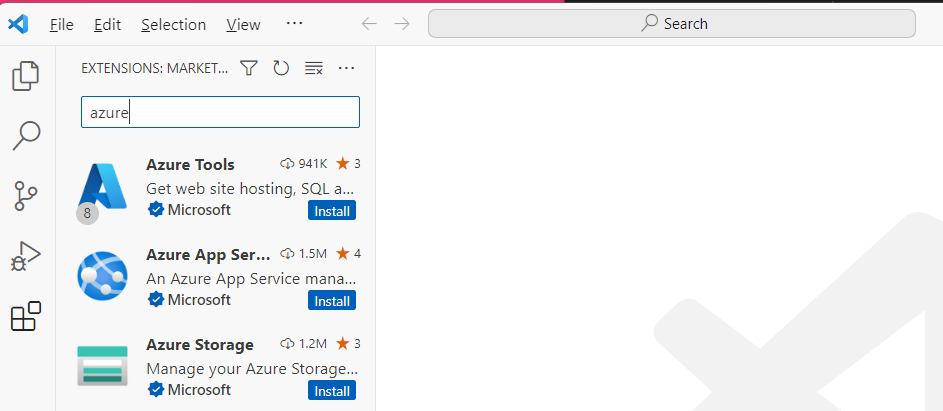 File Edit Selection View ···
Search
EXTENSIONS: MARKET... ···
azure
Azure Tools 941K 3
Get web site hosting, SQL a...
8 Microsoft Install
Azure App Ser... 1.5M 4
An Azure App Service mana...
Microsoft Install
Azure Storage 1.2M 3
Manage your Azure Storage...
Microsoft Install